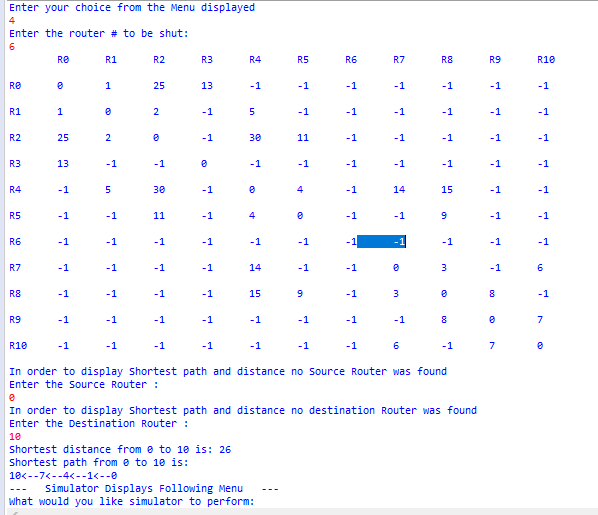 Enter your choice from the Menu displayed
4
Enter the router # to be shut:
6
R0 R1 R2 R3 R4 R5 R6 R7 R8 R9 R10
R0 0 1 25 13 -1 -1 -1 -1 -1 -1 -1
R1 1 0 2 -1 5 -1 -1 -1 -1 -1 -1
R2 25 2 0 -1 30 11 -1 -1 -1 -1 -1
R3 13 -1 -1 0 -1 -1 -1 -1 -1 -1 -1
R4 -1 5 30 -1 0 4 -1 14 15 -1 -1
R5 -1 -1 11 -1 4 0 -1 -1 9 -1 -1
R6 -1 -1 -1 -1 -1 -1 -1 -1 -1 -1 -1
R7 -1 -1 -1 -1 14 -1 -1 0 3 -1 6
R8 -1 -1 -1 -1 15 9 -1 3 0 8 -1
R9 -1 -1 -1 -1 -1 -1 -1 -1 8 0 7
R10 -1 -1 -1 -1 -1 -1 -1 6 -1 7 0
In order to display Shortest path and distance no Source Router was found
Enter the Source Router :
0
In order to display Shortest path and distance no destination Router was found
Enter the Destination Router :
10
Shortest distance from 0 to 10 is: 26
Shortest path from 0 to 10 is:
10<--7<--4<--1<--0
--- Simulator Displays Following Menu ---
What would you like simulator to perform: